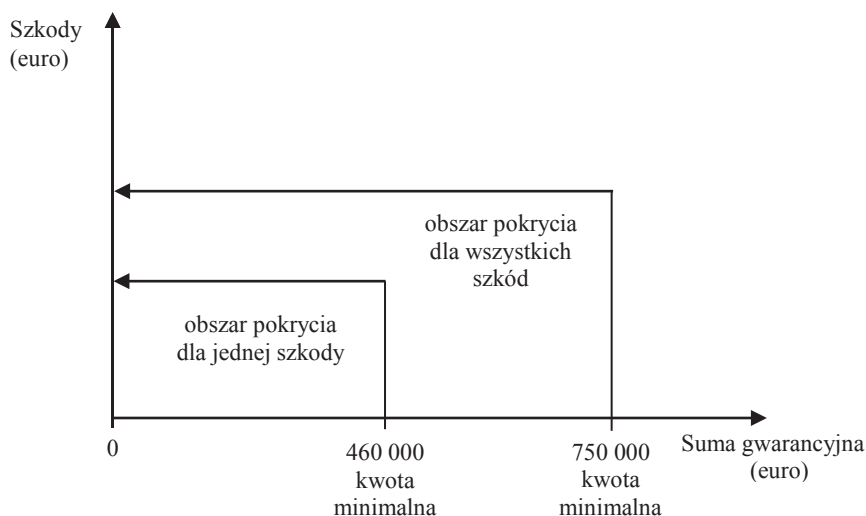 Szkody
(euro)
obszar pokrycia
dla wszystkich
szkód
obszar pokrycia
dla jednej szkody
0
460 000
kwota
minimalna
750 000
kwota
minimalna
Suma gwarancyjna
(euro)